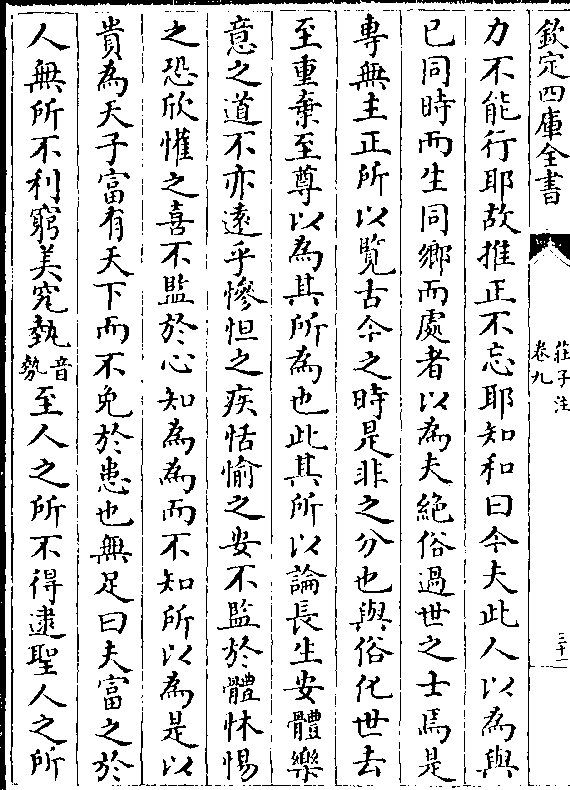 欽定四庫全書
莊子注
卷九
三十一
力不能行耶故推正不忘耶知和曰今夫此人以為與
已同時而生同鄉而處者以為夫絶俗過世之士焉是
専無主正所以覽古今之時是非之分也與俗化世去
至重棄至尊以為其所為也此其所以論長生安體樂
意之道不亦逺乎慘怛之疾恬愉之安不監於體怵惕
之恐欣懽之喜不監於心知為為而不知所以為是以
貴為天子富有天下而不免於患也無足曰夫富之於
人無所不利窮美究埶音勢至人之所不得逮聖人之所